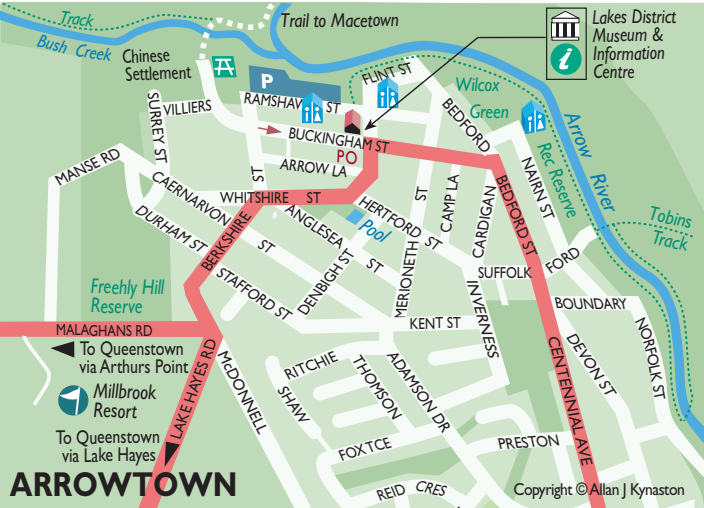 Track
Bush Creek
Trail to Macetown
Lakes District
Museum &
Information
Centre
i
Chinese
Settlement
P
FLINT ST
Wilcox
Green
VILLIERS
RAMSHAW ST
BEDFORD
SURREY ST
BUCKINGHAM ST
PO
Arrow River
Rec Reserve
MANSE RD
ARROW LA
ST
NAIRN ST
CAERNARVON ST
WHITSHIRE ST
HERTFORD ST
MERIONETH ST
CAMP LA
CARDIGAN
BEDFORD ST
Tobins
Track
DURHAM ST
BERKSHIRE
ANGLESEA ST
Pool
FORD
SUFFOLK
STAFFORD ST
DENBIGH ST
INVERNESS
Freehly Hill
Reserve
BOUNDARY
NORFOLK ST
MALAGHANS RD
KENT ST
To Queenstown
via Arthurs Point
LAKE HAYES RD
McDONNELL
RITCHIE
SHAW
THOMSON
ADAMSON DR
CENTENNIAL AVE
DEVON ST
Millbrook
Resort
To Queenstown
via Lake Hayes
FOXTCE
PRESTON
ARROWTOWN
REID CRES
Copyright © Allan J Kynaston